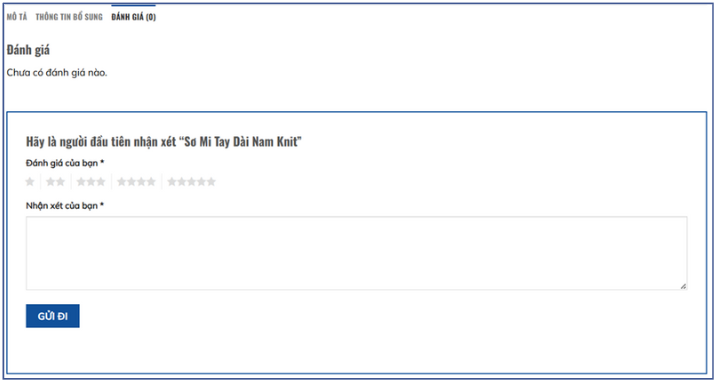 MÔ TẢ THÔNG TIN BỔ SUNG ĐÁNH GIÁ (0)
Đánh giá
Chưa có đánh giá nào.
Hãy là người đầu tiên nhận xét “Sơ Mi Tay Dài Nam Knit”
Đánh giá của bạn *
Nhận xét của bạn *
GỬI ĐI